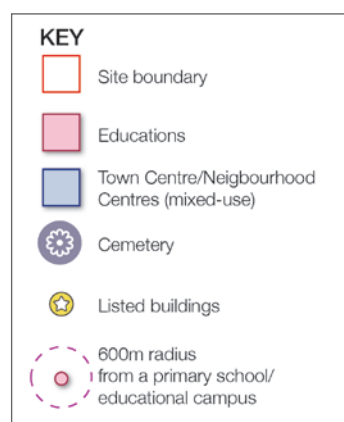 KEY
Site boundary
Educations
Town Centre/Neigbourhood
Centres (mixed-use)
Cemetery
Listed buildings
600m radius
from a primary school/
educational campus